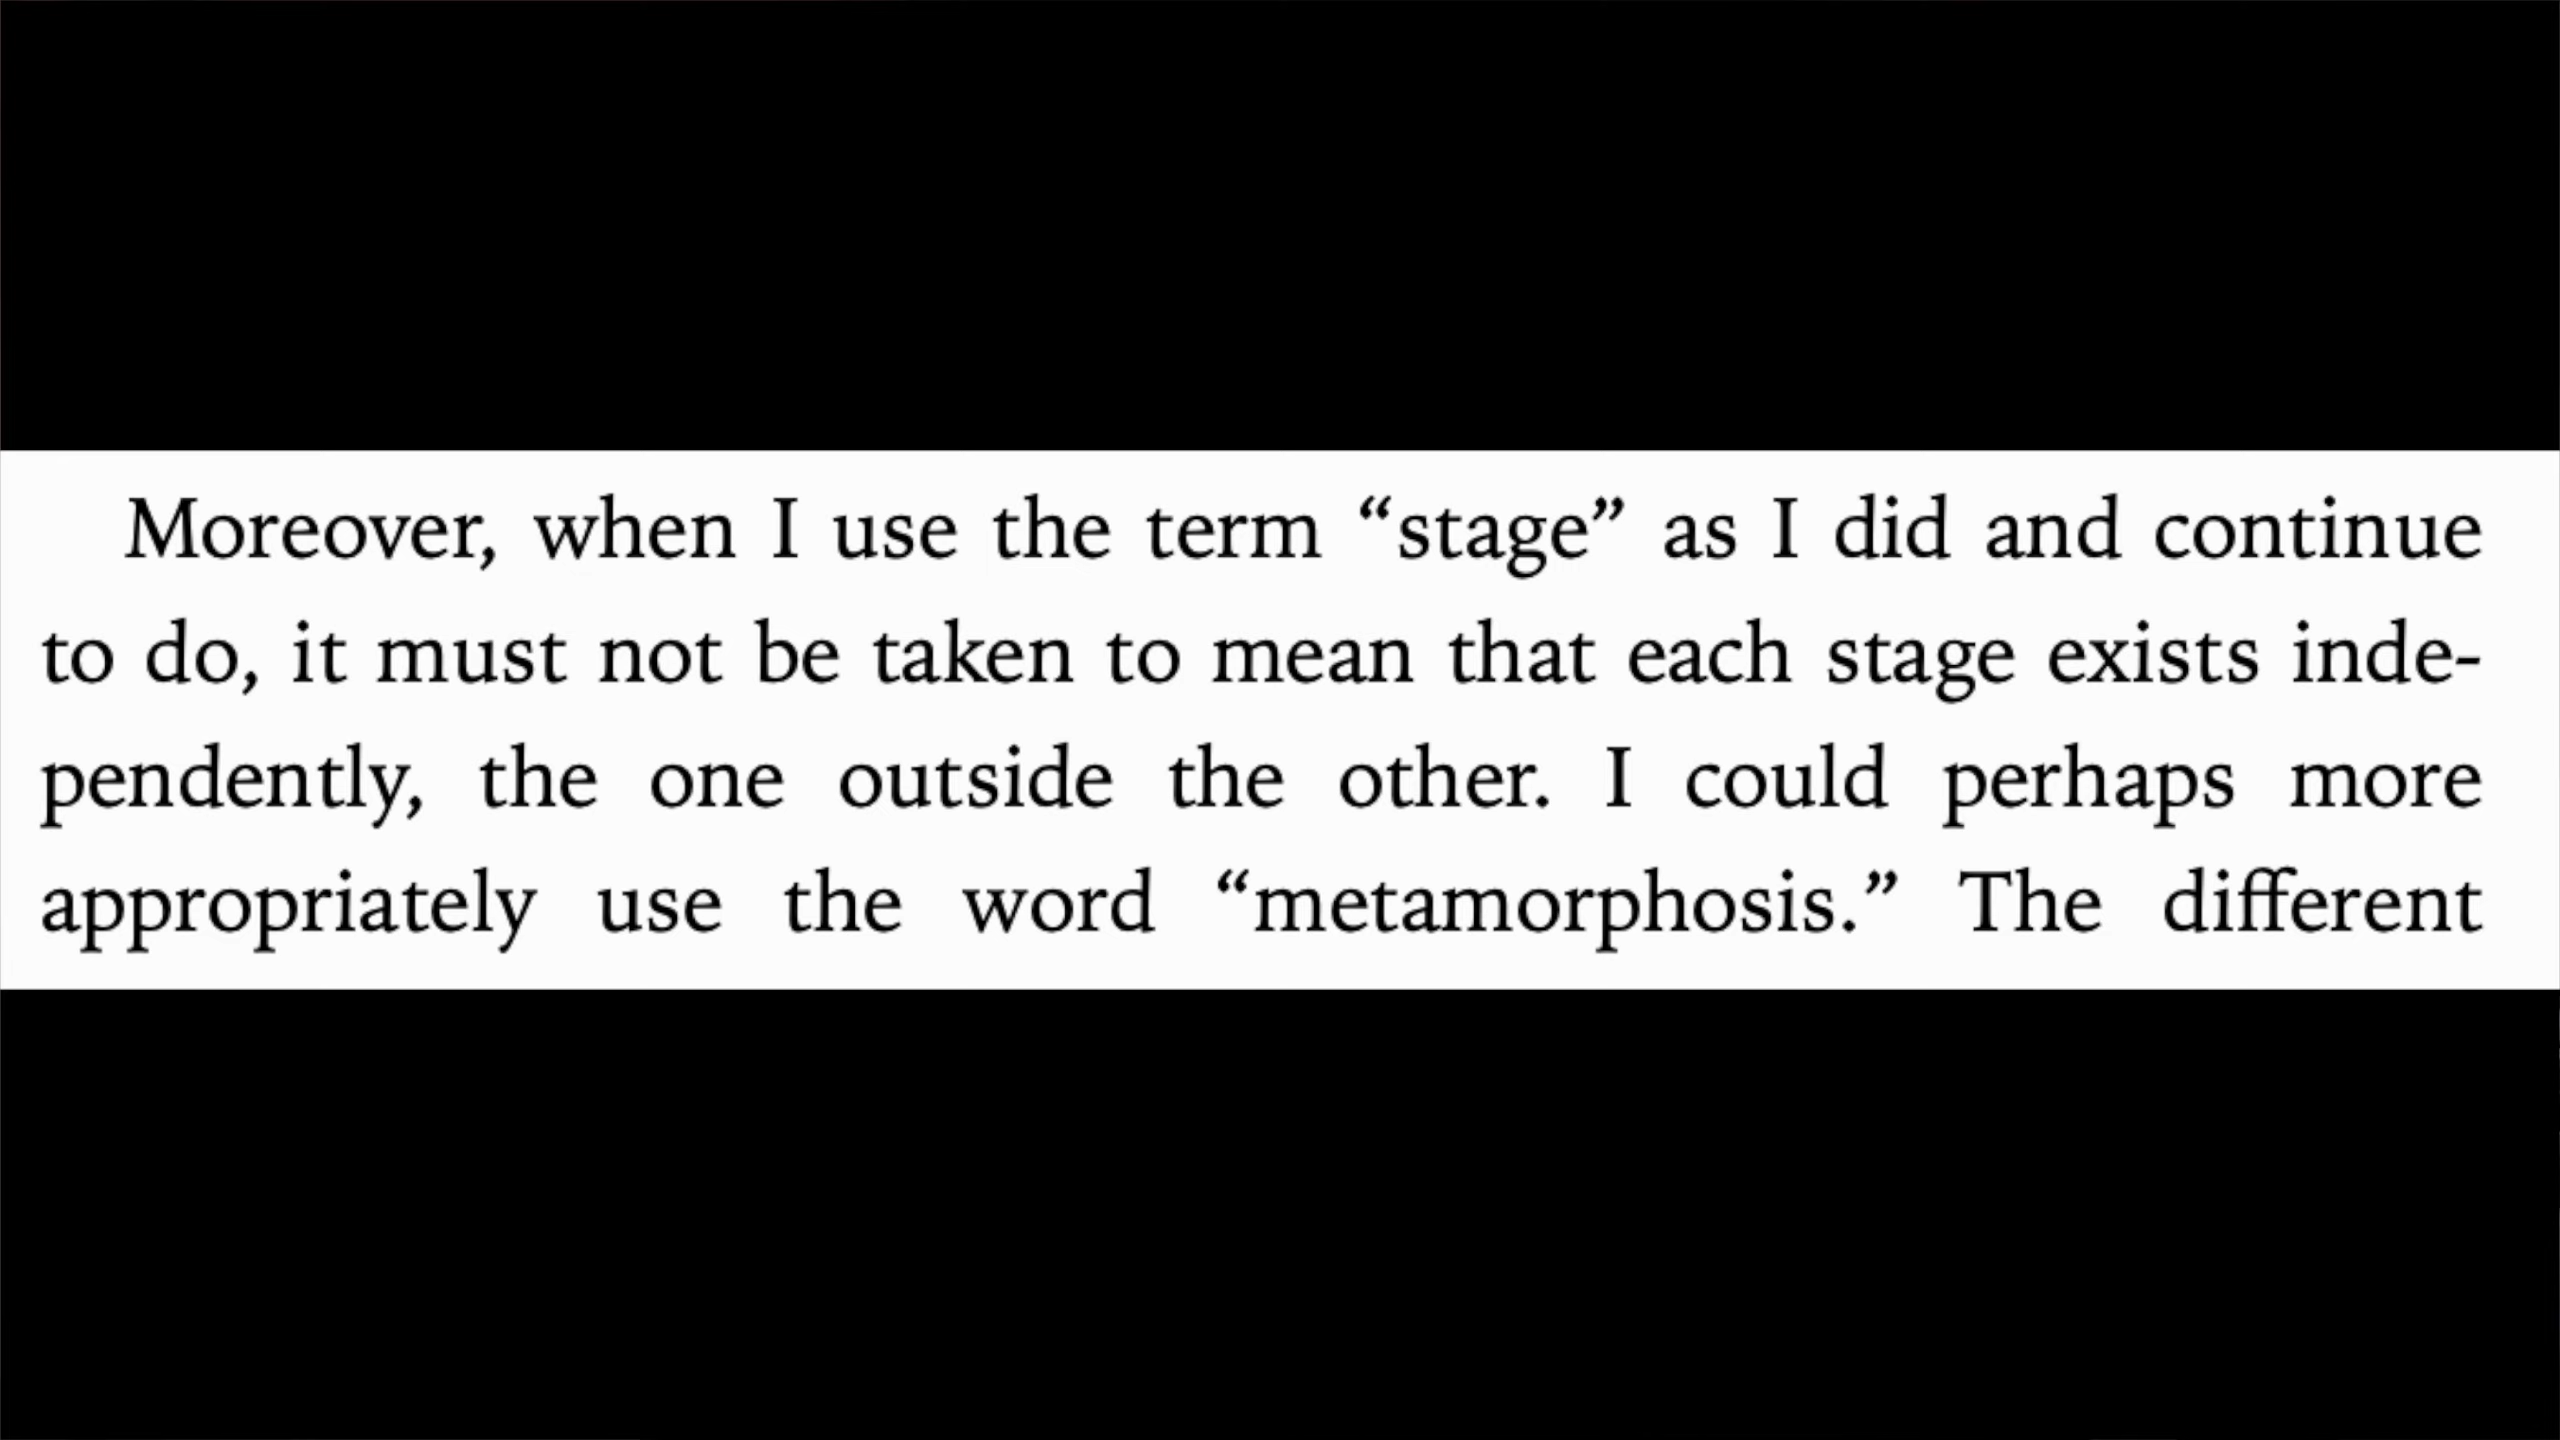 Moreover, when I use the term “stage” as I did and continue
to do, it must not be taken to mean that each stage exists inde-
pendently, the one outside the other. I could perhaps more
appropriately use the word “metamorphosis.” The different